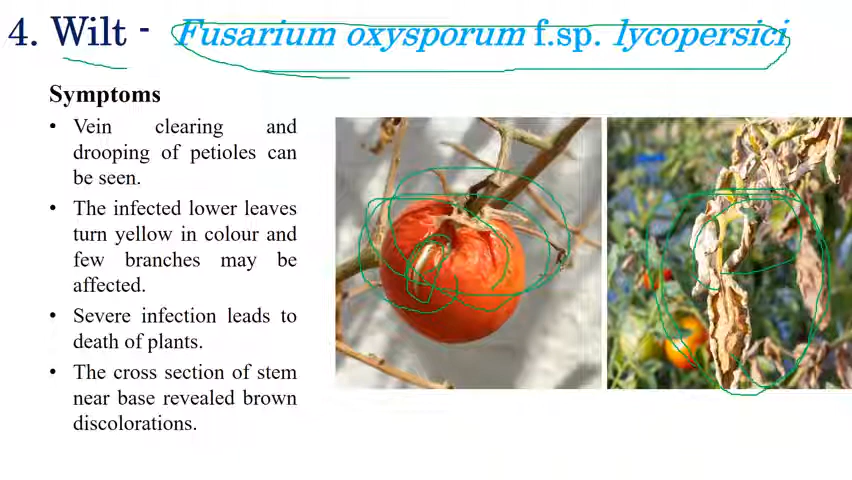 4. Wilt - Fusarium oxysporum f.sp. lycopersici
Symptoms
• Vein clearing and
drooping of petioles can
be seen.
• The infected lower leaves
turn yellow in colour and
few branches may be
affected.
• Severe infection leads to
death of plants.
• The cross section of stem
near base revealed brown
discolorations.